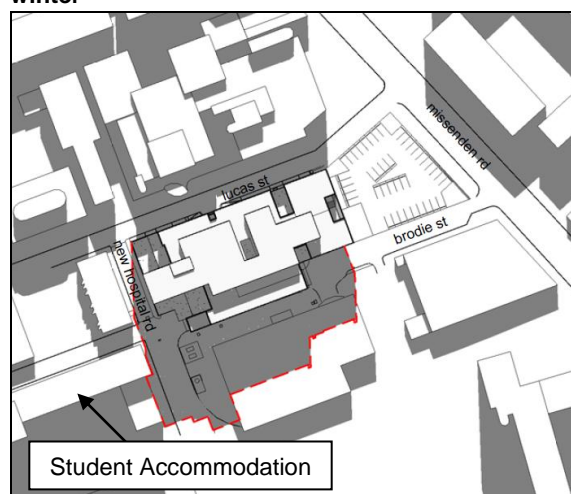 winter
missenden rd
lucas st
brodie st
new hospital rd
Student Accommodation